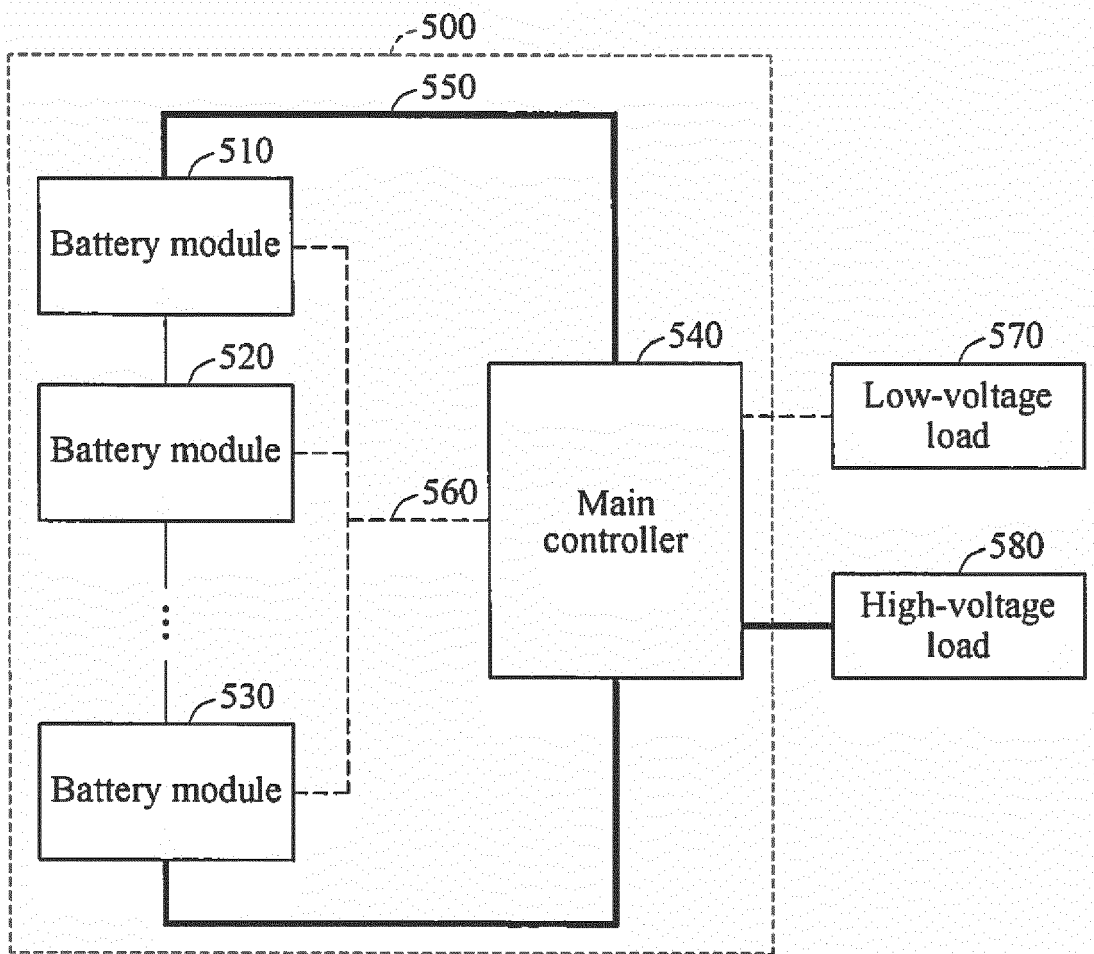 500
550
510
Battery module
520
Battery module
540
570
Low-voltage
load
560
Main
controller
580
High-voltage
load
530
Battery module